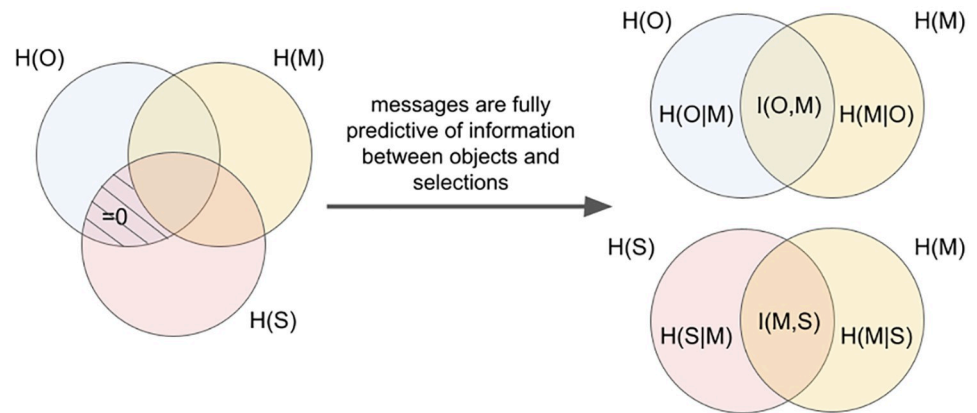 H(O)
H(M)
=0
H(S)
messages are fully
predictive of information
between objects and
selections
H(O)
H(M)
H(O|M)
I(O,M)
H(M|O)
H(S)
H(M)
H(S|M)
I(M,S)
H(M|S)